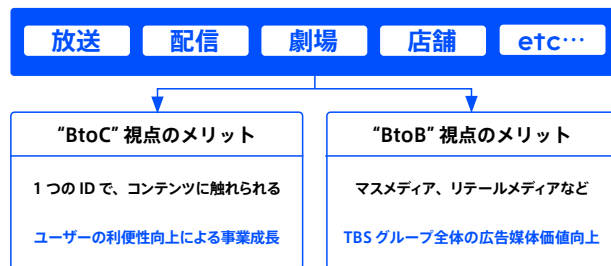 放送 配信 劇場 店舗 etc…
“BtoC” 視点のメリット
1つのIDで、コンテンツに触れられる
ユーザーの利便性向上による事業成長
“BtoB” 視点のメリット
マスメディア、リテールメディアなど
TBSグループ全体の広告媒体価値向上